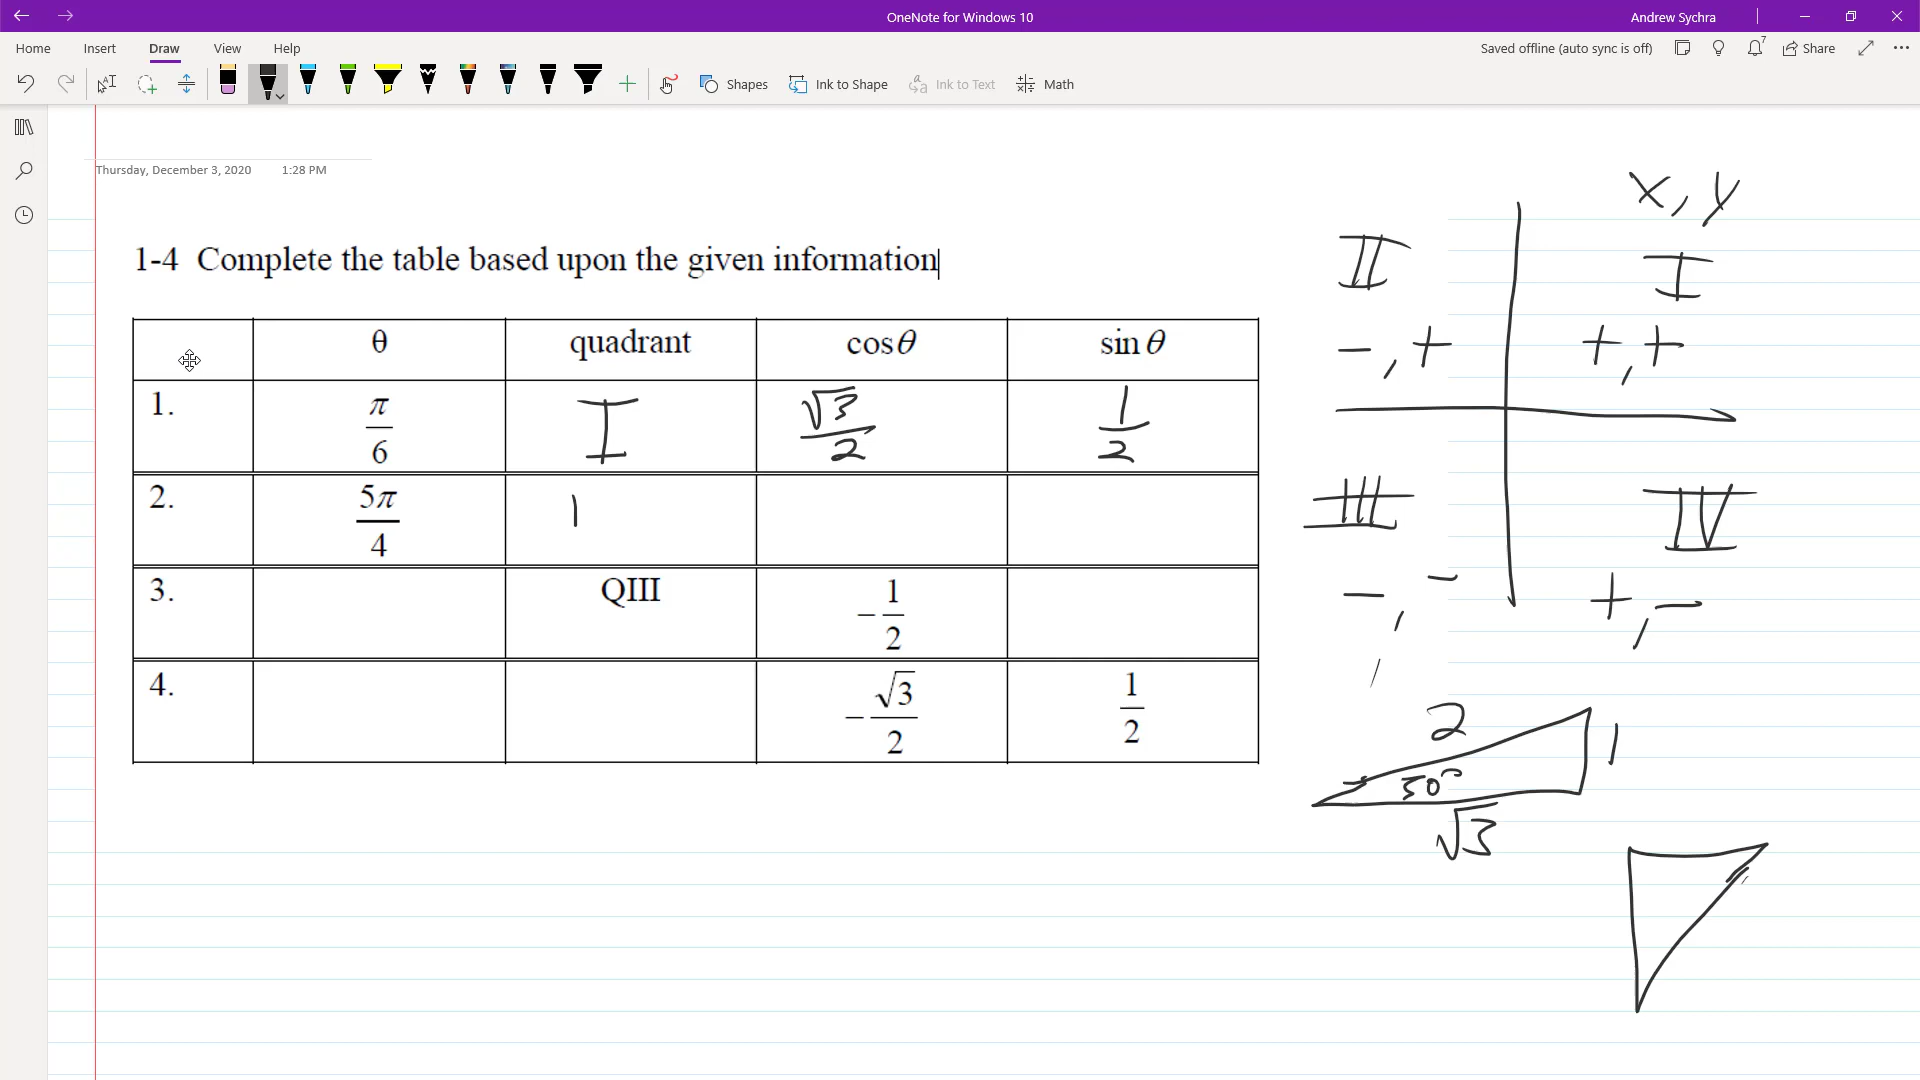 OneNote for Windows 10
Andrew Sychra
Home Insert Draw View Help
Saved offline (auto sync is off) 7 Share
Shapes Ink to Shape Ink to Text Math
Thursday, December 3, 2020 1:28 PM
1-4 Complete the table based upon the given information
θ quadrant cosθ sin θ
1. π/6 I √3/2 1/2
2. 5π/4 I
3. QIII -1/2
4. -√3/2 1/2
x, y
II I
-, + +, +
III IV
-, - +, -
2 1
30°
√3